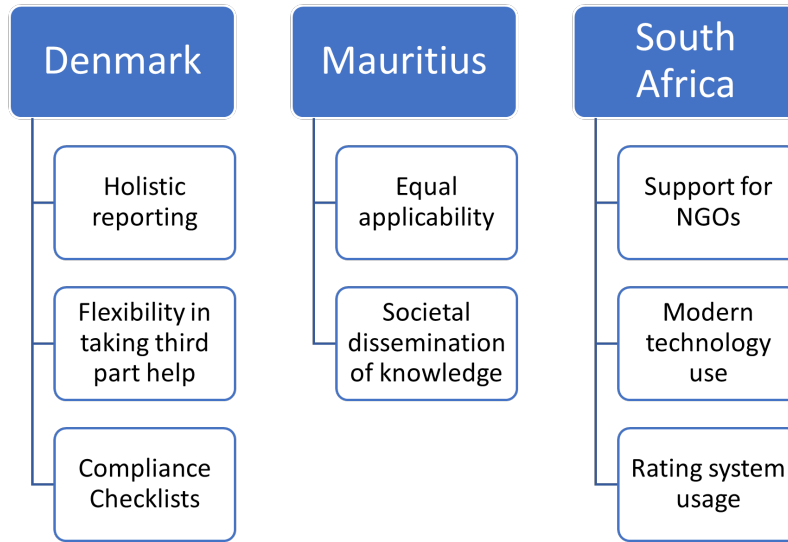 Denmark
Holistic
reporting
Flexibility in
taking third
part help
Compliance
Checklists
Mauritius
Equal
applicability
Societal
dissemination
of knowledge
South
Africa
Support for
NGOs
Modern
technology
use
Rating system
usage